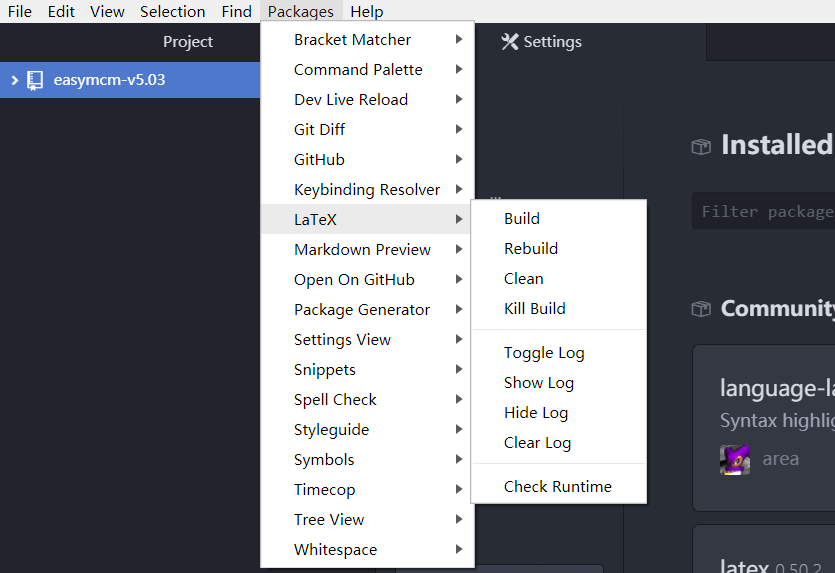 File Edit View Selection Find Packages Help
Project
easymcm-v5.03
Bracket Matcher
Command Palette
Dev Live Reload
Git Diff
GitHub
Keybinding Resolver
LaTeX
Markdown Preview
Open On GitHub
Package Generator
Settings View
Snippets
Spell Check
Styleguide
Symbols
Timecop
Tree View
Whitespace
Build
Rebuild
Clean
Kill Build
Toggle Log
Show Log
Hide Log
Clear Log
Check Runtime
Settings
Installed
Filter package
Community
language-la
Syntax highlig
area
latex 0.50.2